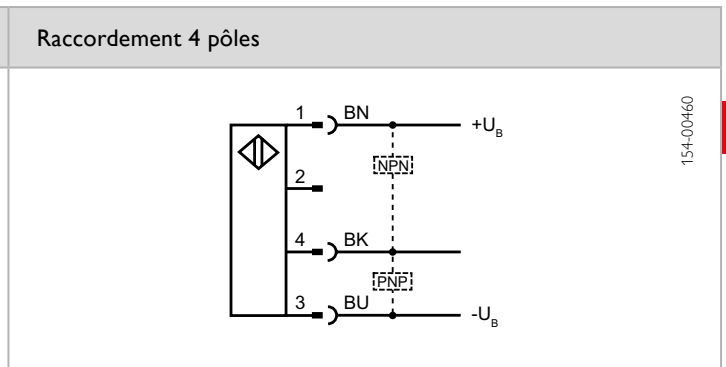 Raccordement 4 pôles
1 BN +U_B
NPN
2
4 BK
PNP
3 BU -U_B
154-00460